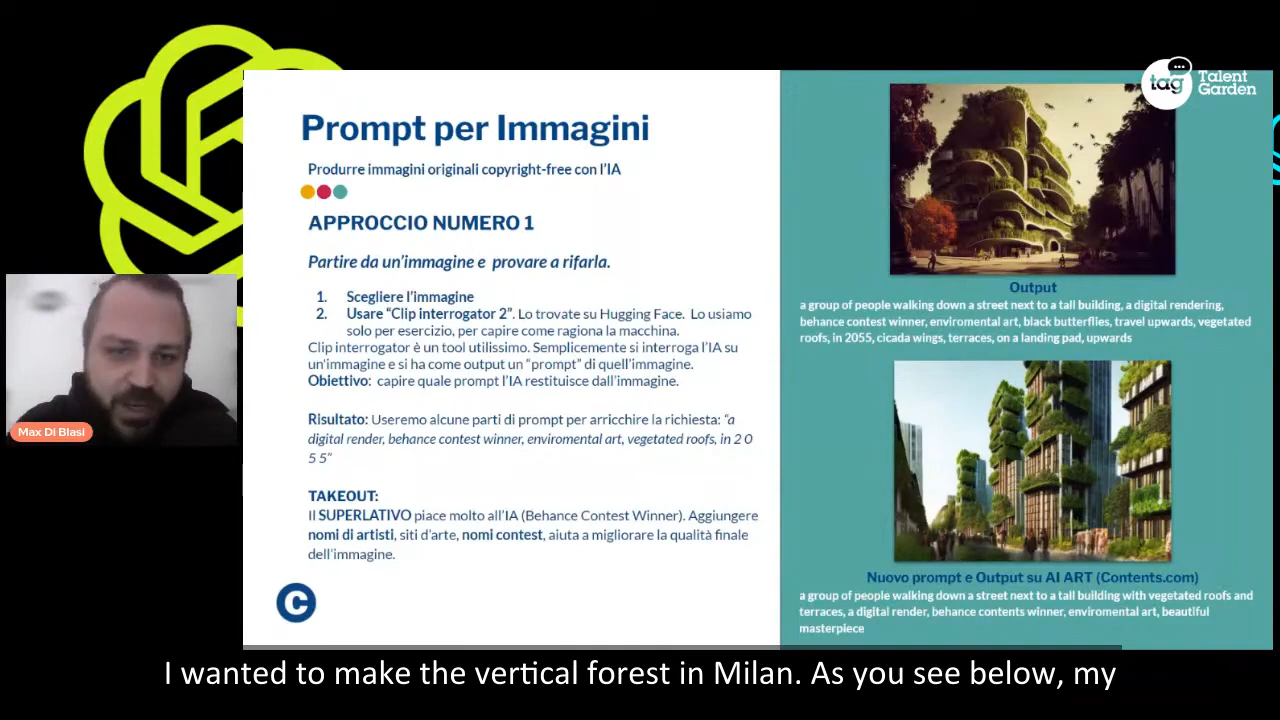 tag
Talent
Garden
Prompt per Immagini
Produrre immagini originali copyright-free con l'IA
APPROCCIO NUMERO 1
Partire da un'immagine e provare a rifarla.
1. Scegliere l'immagine
2. Usare “Clip interrogator 2”. Lo trovate su Hugging Face. Lo usiamo
solo per esercizio, per capire come ragiona la macchina.
Clip interrogator è un tool utilissimo. Semplicemente si interroga l'IA su
un'immagine e si ha come output un “prompt” di quell'immagine.
Obiettivo: capire quale prompt l'IA restituisce dall'immagine.
Risultato: Useremo alcune parti di prompt per arricchire la richiesta: “a
digital render, behance contest winner, enviromental art, vegetated roofs, in 2 0
5 5”
TAKEOUT:
Il SUPERLATIVO piace molto all'IA (Behance Contest Winner). Aggiungere
nomi di artisti, siti d'arte, nomi contest, aiuta a migliorare la qualità finale
dell'immagine.
C
Output
a group of people walking down a street next to a tall building, a digital rendering,
behance contest winner, enviromental art, black butterflies, travel upwards, vegetated
roofs, in 2055, cicada wings, terraces, on a landing pad, upwards
Nuovo prompt e Output su AI ART (Contents.com)
a group of people walking down a street next to a tall building with vegetated roofs and
terraces, a digital render, behance contents winner, enviromental art, beautiful
masterpiece
Max Di Blasi
I wanted to make the vertical forest in Milan. As you see below, my